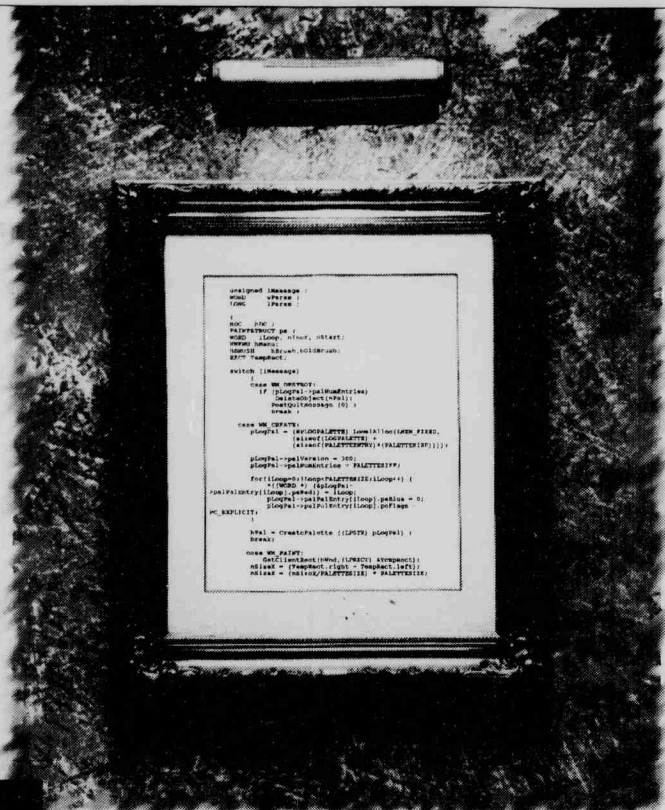 unsigned iMessage ;
WORD wParam ;
LONG lParam ;
{
HDC hDC ;
PAINTSTRUCT ps ;
WORD iLoop, nIncr, nStart;
HMENU hMenu;
HBRUSH hBrush,hOldBrush;
RECT TempRect;
switch (iMessage)
{
case WM_DESTROY:
if (pLogPal->palNumEntries)
DeleteObject(hPal);
PostQuitMessage (0) ;
break ;
case WM_CREATE:
pLogPal = (NPLOGPALETTE) LocalAlloc(LMEM_FIXED,
(sizeof(LOGPALETTE) +
(sizeof(PALETTEENTRY)*(PALETTESIZE))));
pLogPal->palVersion = 300;
pLogPal->palNumEntries = PALETTESIZE;
for(iLoop=0;iLoop<PALETTESIZE;iLoop++) {
*((WORD *) (&pLogPal-
>palPalEntry[iLoop].peRed)) = iLoop;
pLogPal->palPalEntry[iLoop].peBlue = 0;
pLogPal->palPalEntry[iLoop].peFlags -
PC_EXPLICIT;
}
hPal = CreatePalette ((LPSTR) pLogPal) ;
break;
case WM_PAINT:
GetClientRect(hWnd,(LPRECT) &TempRect);
nSizeX = (TempRect.right - TempRect.left);
nSizeX = (nSizeX/PALETTESIZE) * PALETTESIZE;